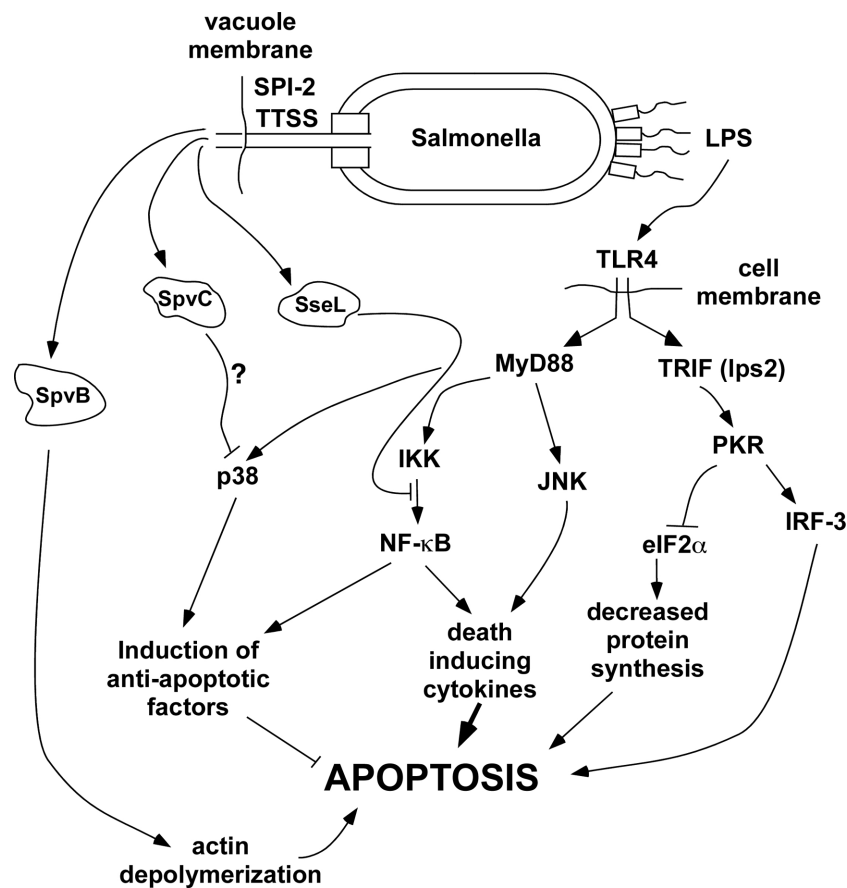 vacuole
membrane
SPI-2
TTSS
Salmonella
LPS
TLR4
cell
membrane
SpvC
SseL
SpvB
?
MyD88
TRIF (lps2)
p38
IKK
JNK
PKR
NF-κB
eIF2α
IRF-3
Induction of
anti-apoptotic
factors
death
inducing
cytokines
decreased
protein
synthesis
APOPTOSIS
actin
depolymerization